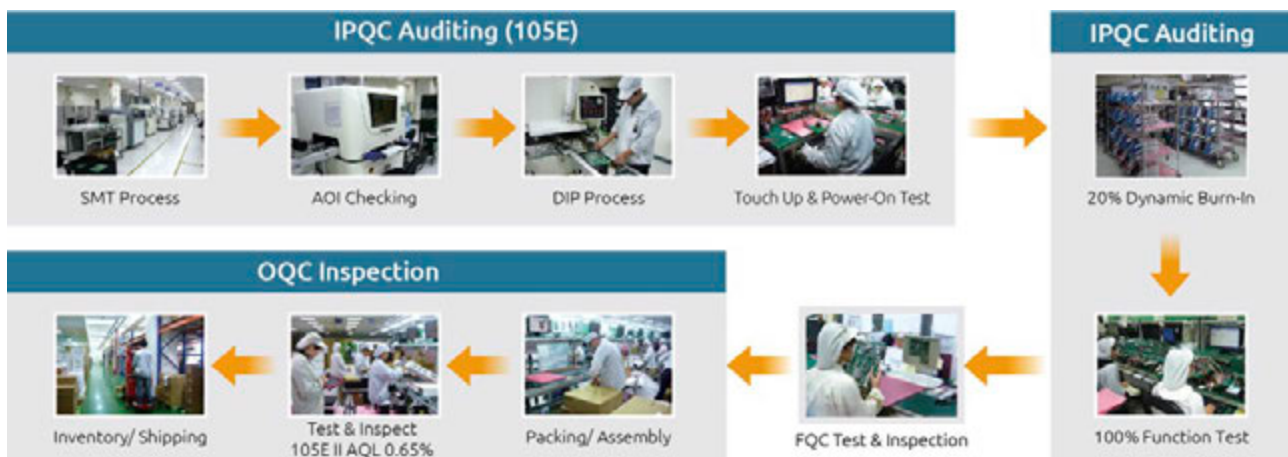 IPQC Auditing (105E)
IPQC Auditing
SMT Process
AOI Checking
DIP Process
Touch Up & Power-On Test
20% Dynamic Burn-In
OQC Inspection
Inventory/ Shipping
Test & Inspect
105E II AQL 0.65%
Packing/ Assembly
FQC Test & Inspection
100% Function Test